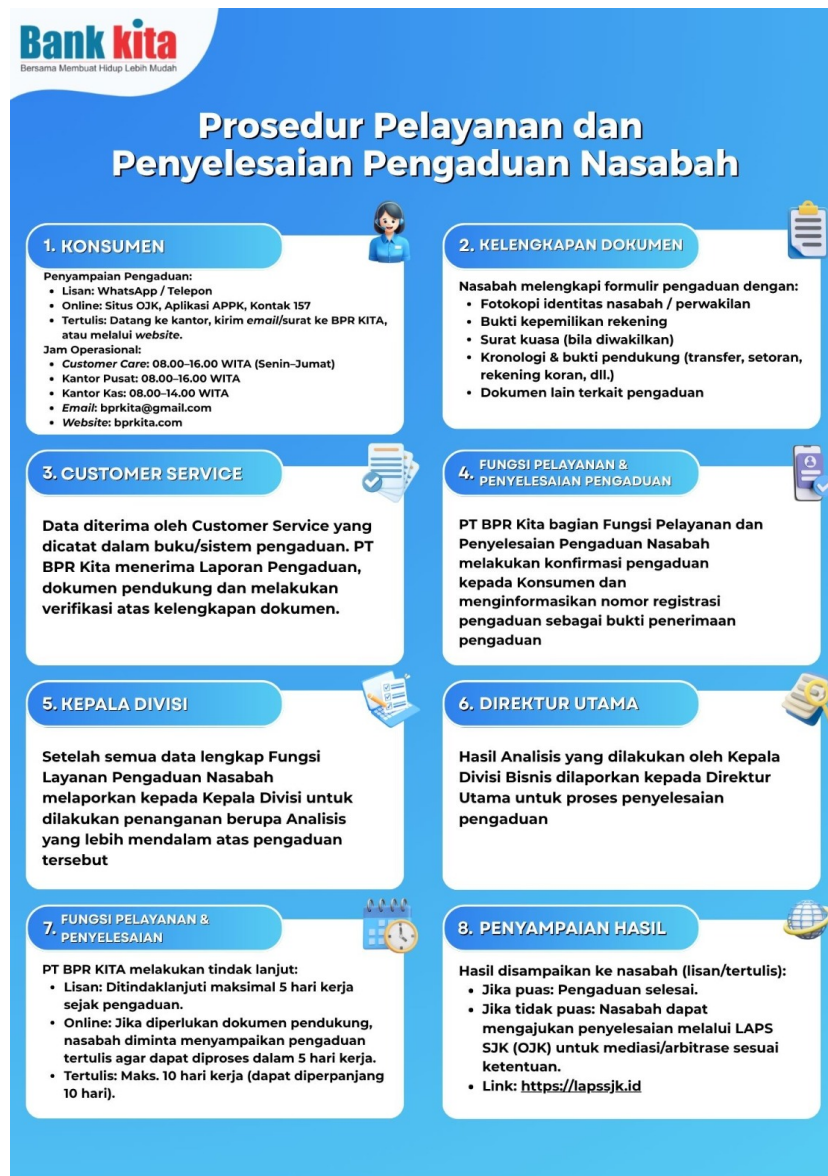 Bank kita
Bersama Membuat Hidup Lebih Mudah
Prosedur Pelayanan dan
Penyelesaian Pengaduan Nasabah
1. KONSUMEN
Penyampaian Pengaduan:
• Lisan: WhatsApp / Telepon
• Online: Situs OJK, Aplikasi APPK, Kontak 157
• Tertulis: Datang ke kantor, kirim email/surat ke BPR KITA,
atau melalui website.
Jam Operasional:
• Customer Care: 08.00–16.00 WITA (Senin–Jumat)
• Kantor Pusat: 08.00–16.00 WITA
• Kantor Kas: 08.00–14.00 WITA
• Email: bprkita@gmail.com
• Website: bprkita.com
2. KELENGKAPAN DOKUMEN
Nasabah melengkapi formulir pengaduan dengan:
• Fotokopi identitas nasabah / perwakilan
• Bukti kepemilikan rekening
• Surat kuasa (bila diwakilkan)
• Kronologi & bukti pendukung (transfer, setoran,
rekening koran, dll.)
• Dokumen lain terkait pengaduan
3. CUSTOMER SERVICE
Data diterima oleh Customer Service yang
dicatat dalam buku/sistem pengaduan. PT
BPR Kita menerima Laporan Pengaduan,
dokumen pendukung dan melakukan
verifikasi atas kelengkapan dokumen.
4. FUNGSI PELAYANAN &
PENYELESAIAN PENGADUAN
PT BPR Kita bagian Fungsi Pelayanan dan
Penyelesaian Pengaduan Nasabah
melakukan konfirmasi pengaduan
kepada Konsumen dan
menginformasikan nomor registrasi
pengaduan sebagai bukti penerimaan
pengaduan
5. KEPALA DIVISI
Setelah semua data lengkap Fungsi
Layanan Pengaduan Nasabah
melaporkan kepada Kepala Divisi untuk
dilakukan penanganan berupa Analisis
yang lebih mendalam atas pengaduan
tersebut
6. DIREKTUR UTAMA
Hasil Analisis yang dilakukan oleh Kepala
Divisi Bisnis dilaporkan kepada Direktur
Utama untuk proses penyelesaian
pengaduan
7. FUNGSI PELAYANAN &
PENYELESAIAN
PT BPR KITA melakukan tindak lanjut:
• Lisan: Ditindaklanjuti maksimal 5 hari kerja
sejak pengaduan.
• Online: Jika diperlukan dokumen pendukung,
nasabah diminta menyampaikan pengaduan
tertulis agar dapat diproses dalam 5 hari kerja.
• Tertulis: Maks. 10 hari kerja (dapat diperpanjang
10 hari).
8. PENYAMPAIAN HASIL
Hasil disampaikan ke nasabah (lisan/tertulis):
• Jika puas: Pengaduan selesai.
• Jika tidak puas: Nasabah dapat
mengajukan penyelesaian melalui LAPS
SJK (OJK) untuk mediasi/arbitrase sesuai
ketentuan.
• Link: https://lapssjk.id